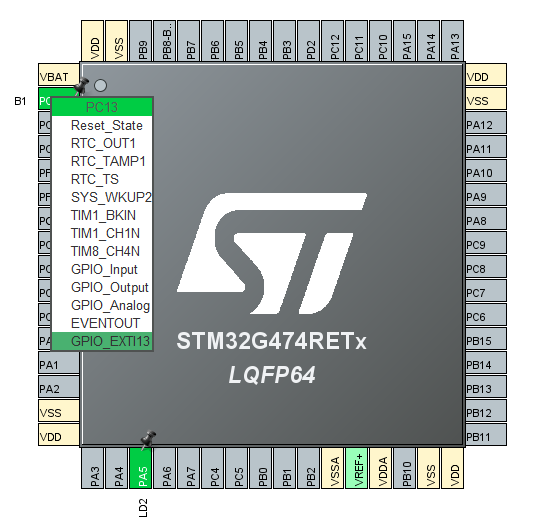 VDD
VSS
PB9
PB8-B..
PB7
PB6
PB5
PB4
PB3
PD2
PC12
PC11
PC10
PA15
PA14
PA13
VBAT
B1
PC13
Reset_State
RTC_OUT1
RTC_TAMP1
RTC_TS
SYS_WKUP2
TIM1_BKIN
TIM1_CH1N
TIM8_CH4N
GPIO_Input
GPIO_Output
GPIO_Analog
EVENTOUT
GPIO_EXTI13
PA1
PA2
VSS
VDD
ST
STM32G474RETx
LQFP64
VDD
VSS
PA12
PA11
PA10
PA9
PA8
PC9
PC8
PC7
PC6
PB15
PB14
PB13
PB12
PB11
PA3
PA4
PA5
PA6
PA7
PC4
PC5
PB0
PB1
PB2
VSSA
VREF+
VDDA
PB10
VSS
VDD
LD2